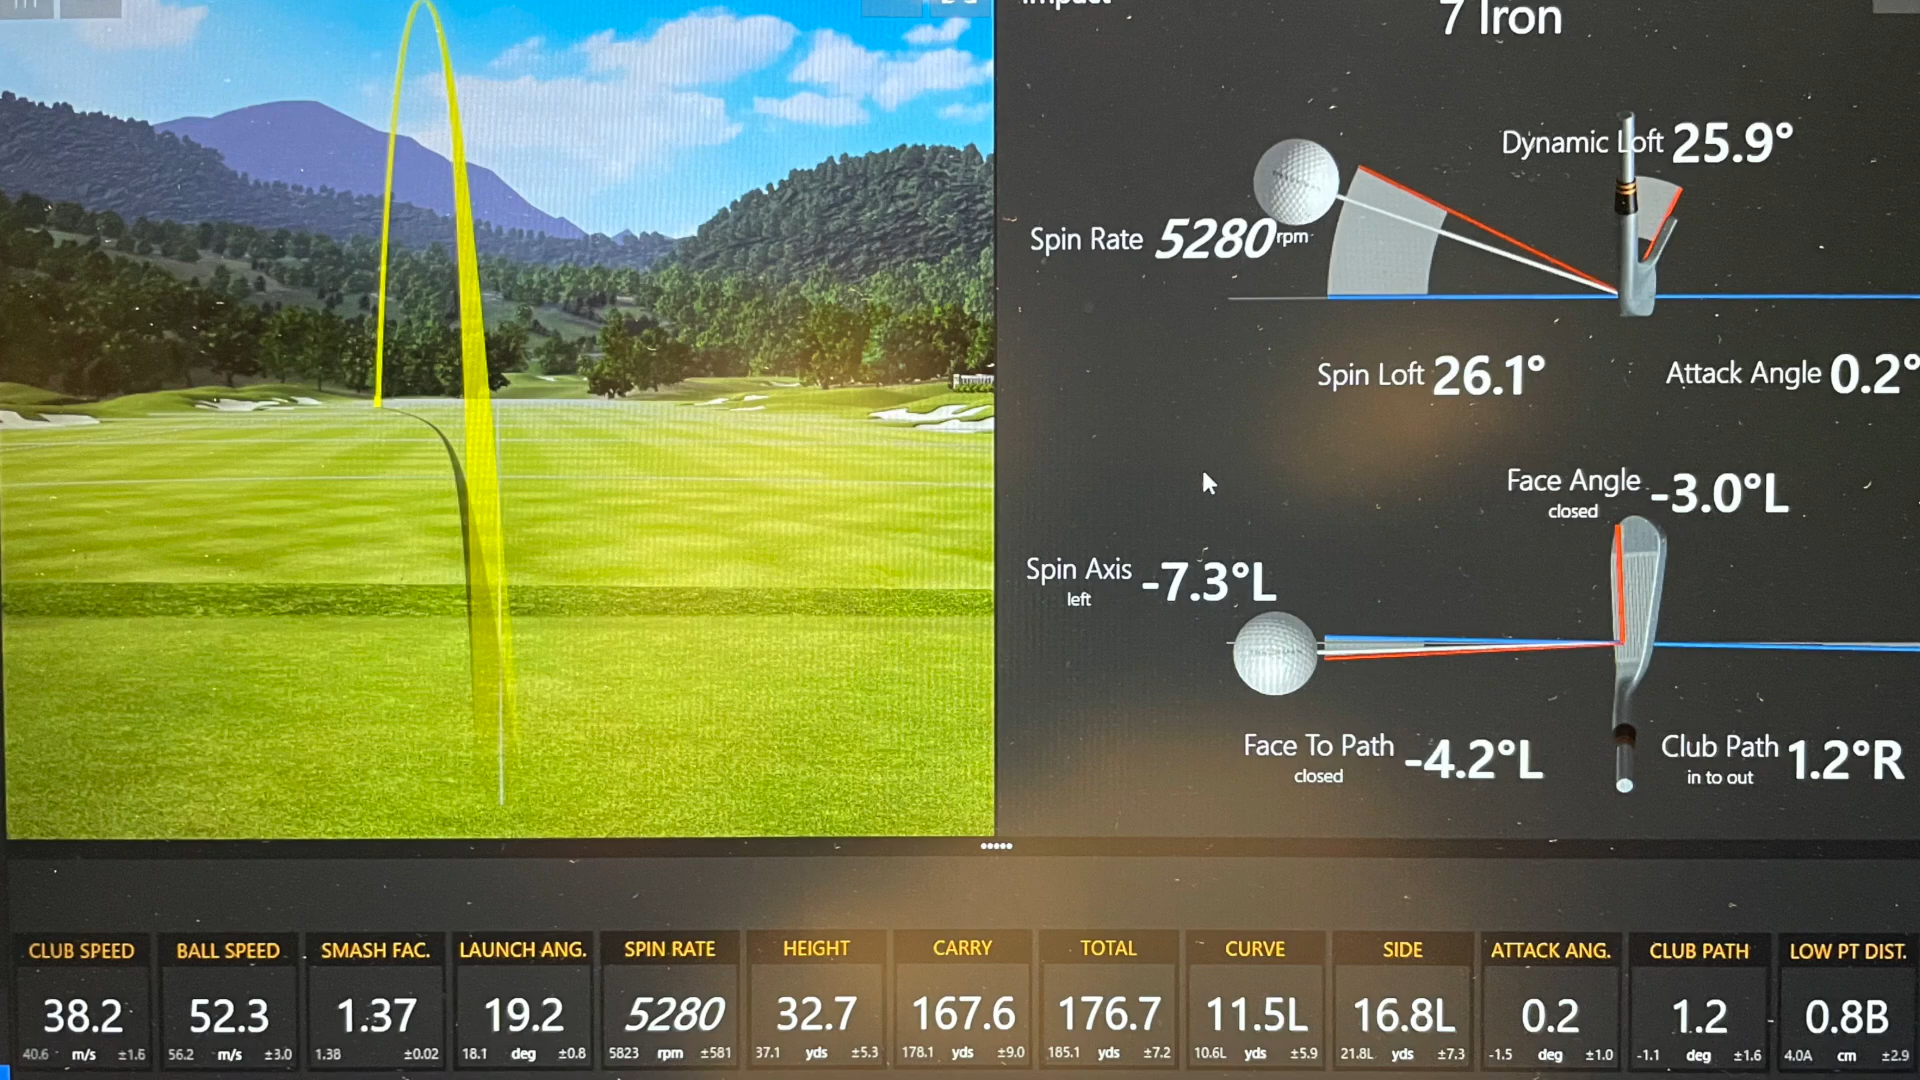 Impact
7 Iron
Dynamic Loft 25.9°
Spin Rate 5280 rpm
Spin Loft 26.1°
Attack Angle 0.2°
Face Angle -3.0°L
closed
Spin Axis -7.3°L
left
Face To Path -4.2°L
closed
Club Path 1.2°R
in to out
CLUB SPEED BALL SPEED SMASH FAC. LAUNCH ANG. SPIN RATE HEIGHT CARRY TOTAL CURVE SIDE ATTACK ANG. CLUB PATH LOW PT DIST.
38.2 52.3 1.37 19.2 5280 32.7 167.6 176.7 11.5L 16.8L 0.2 1.2 0.8B
40.6 m/s ±1.6 56.2 m/s ±3.0 1.38 ±0.02 18.1 deg ±0.8 5823 rpm ±581 37.1 yds ±5.3 178.1 yds ±9.0 185.1 yds ±7.2 10.6L yds ±5.9 21.8L yds ±7.3 -1.5 deg ±1.0 -1.1 deg ±1.6 4.0A cm ±2.9